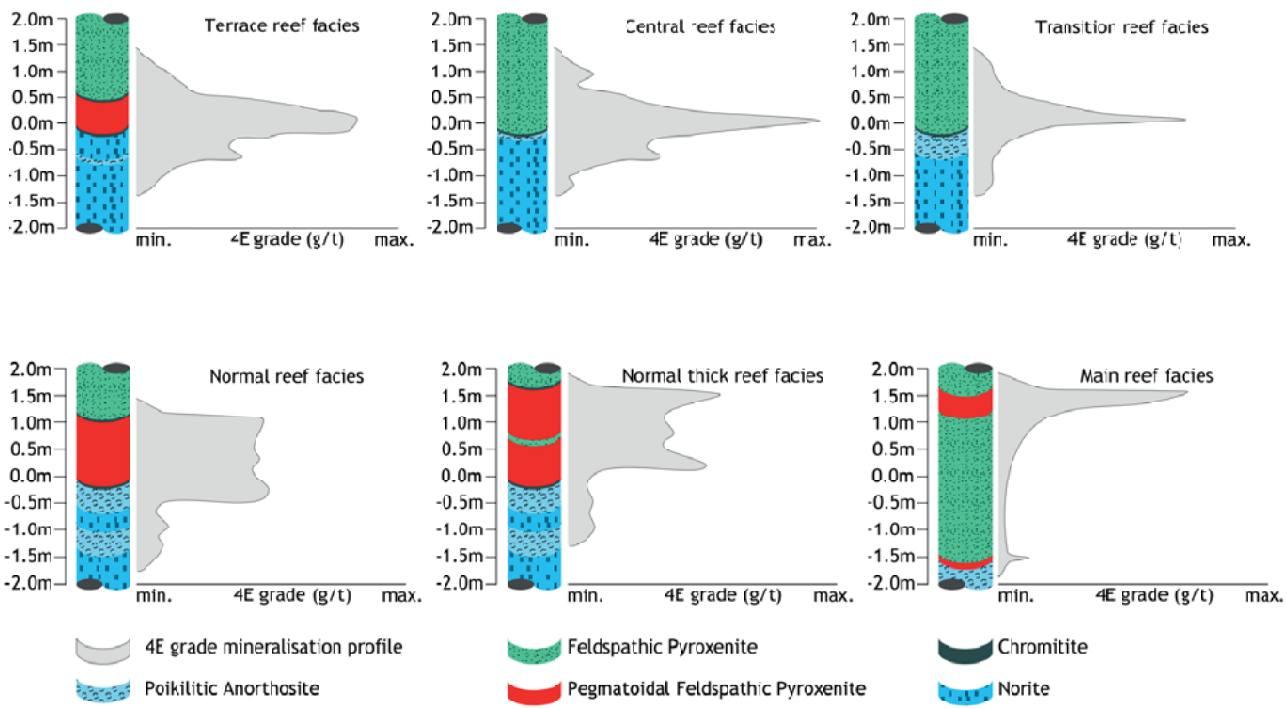 Terrace reef facies
2.0m
1.5m
1.0m
0.5m
0.0m
-0.5m
-1.0m
-1.5m
-2.0m
min. 4E grade (g/t) max.
Central reef facies
2.0m
1.5m
1.0m
0.5m
0.0m
-0.5m
-1.0m
-1.5m
-2.0m
min. 4E grade (g/t) max.
Transition reef facies
2.0m
1.5m
1.0m
0.5m
0.0m
-0.5m
-1.0m
-1.5m
-2.0m
min. 4E grade (g/t) max.
Normal reef facies
2.0m
1.5m
1.0m
0.5m
0.0m
-0.5m
-1.0m
-1.5m
-2.0m
min. 4E grade (g/t) max.
Normal thick reef facies
2.0m
1.5m
1.0m
0.5m
0.0m
-0.5m
-1.0m
-1.5m
-2.0m
min. 4E grade (g/t) max.
Main reef facies
2.0m
1.5m
1.0m
0.5m
0.0m
-0.5m
-1.0m
-1.5m
-2.0m
min. 4E grade (g/t) max.
4E grade mineralisation profile
Feldspathic Pyroxenite
Chromitite
Poikilitic Anorthosite
Pegmatoidal Feldspathic Pyroxenite
Norite